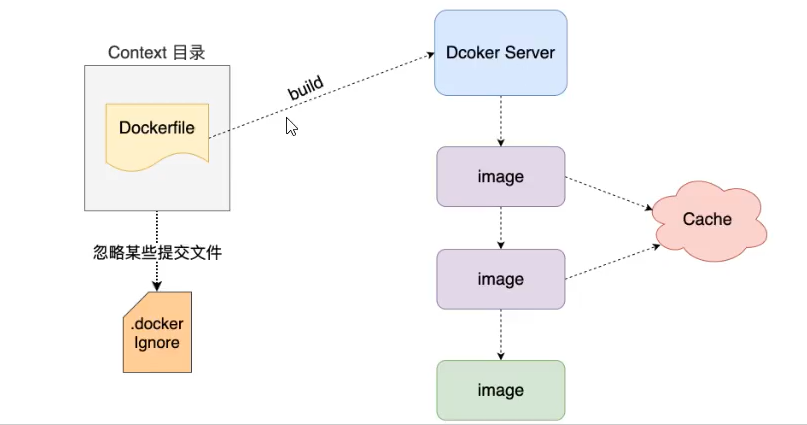 Context 目录
Dockerfile
build
Dcoker Server
image
image
image
Cache
忽略某些提交文件
.docker
Ignore